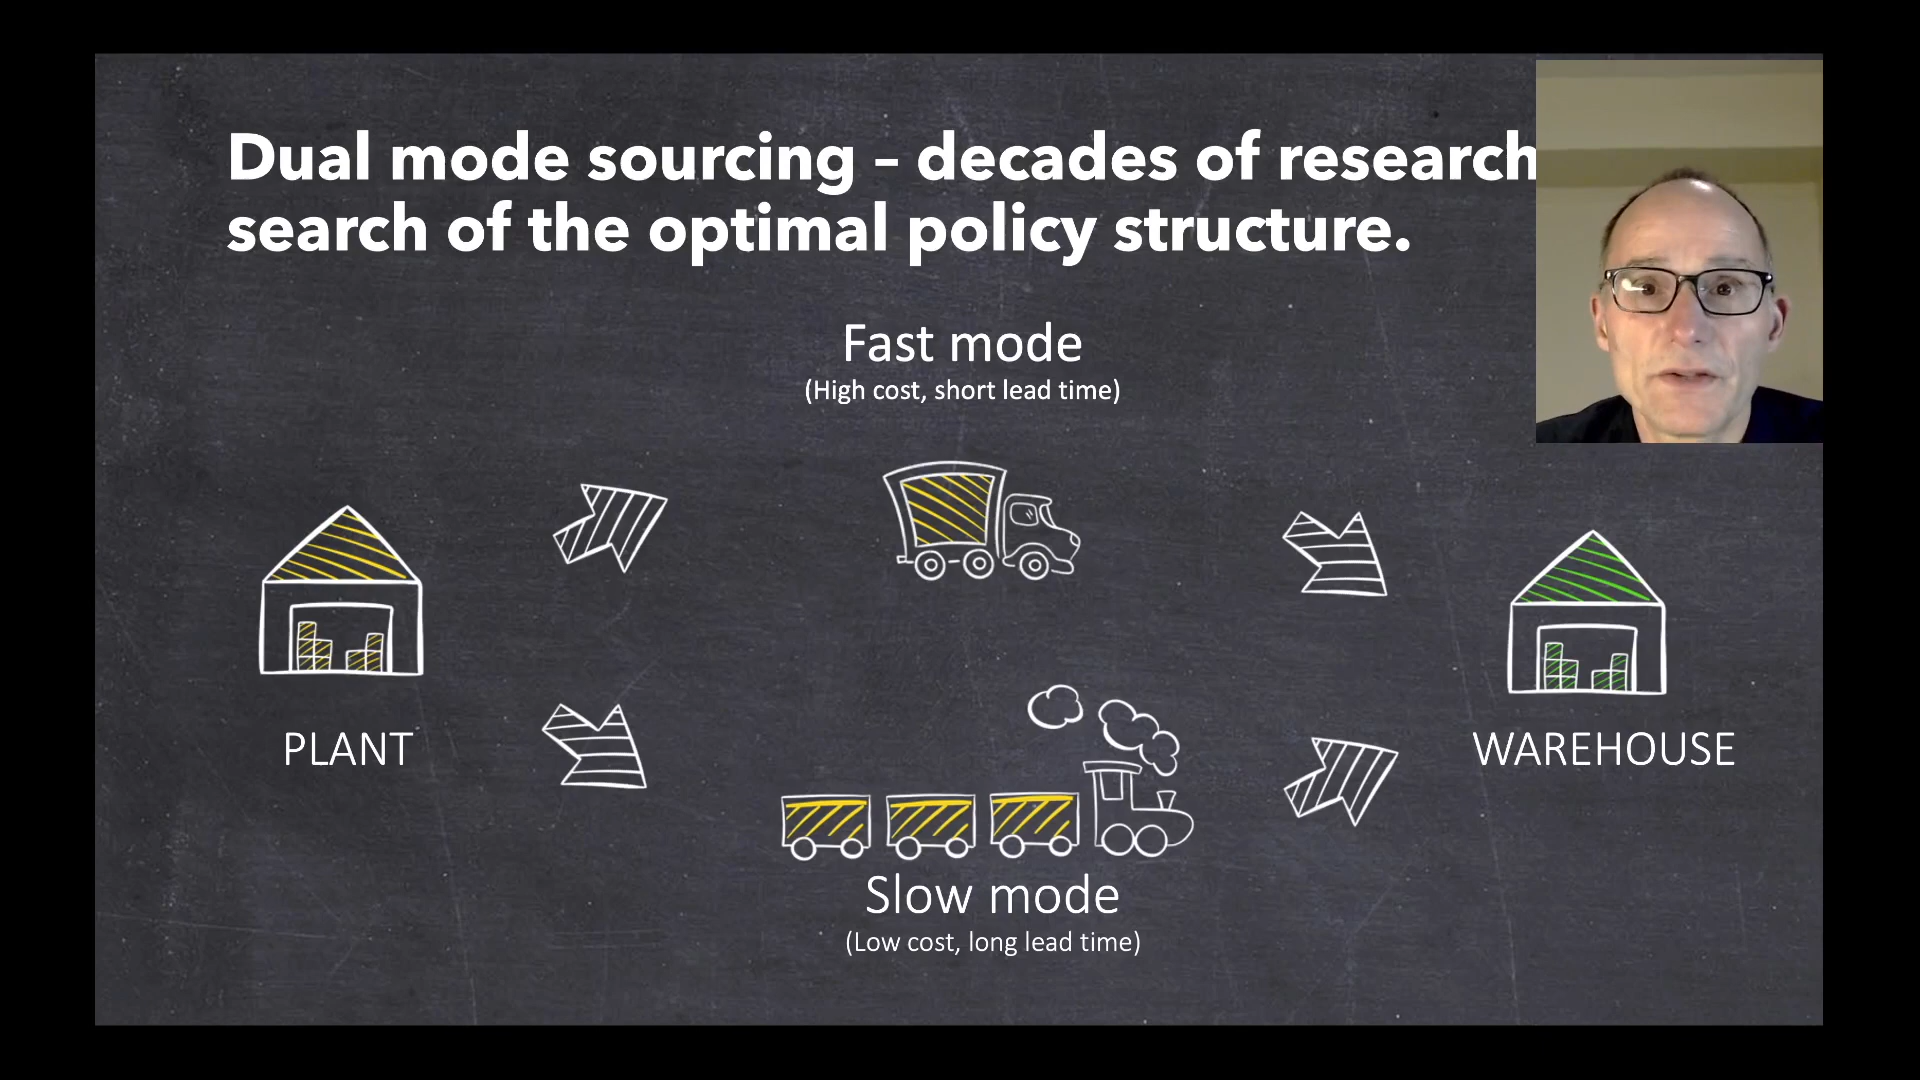 Dual mode sourcing – decades of research
search of the optimal policy structure.
Fast mode
(High cost, short lead time)
PLANT
WAREHOUSE
Slow mode
(Low cost, long lead time)